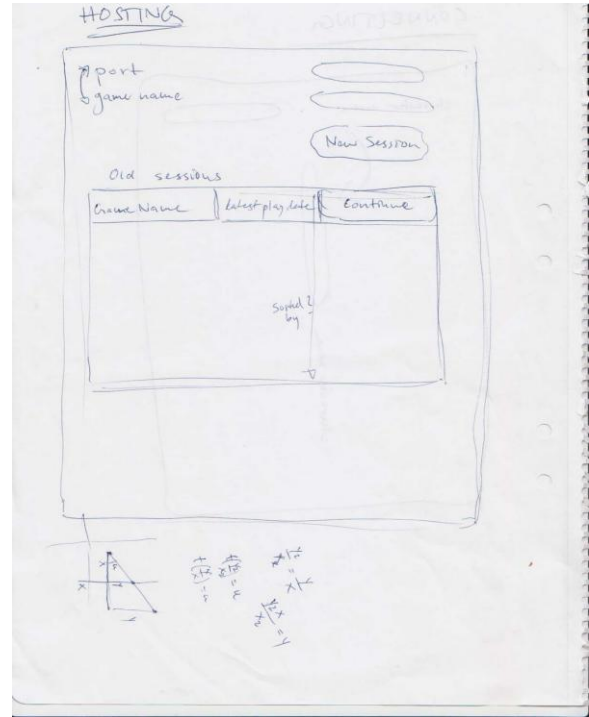 HOSTING
port
game name
New Session
Old sessions
Game Name
Latest play date
Continue
Sorted by ?
x
y